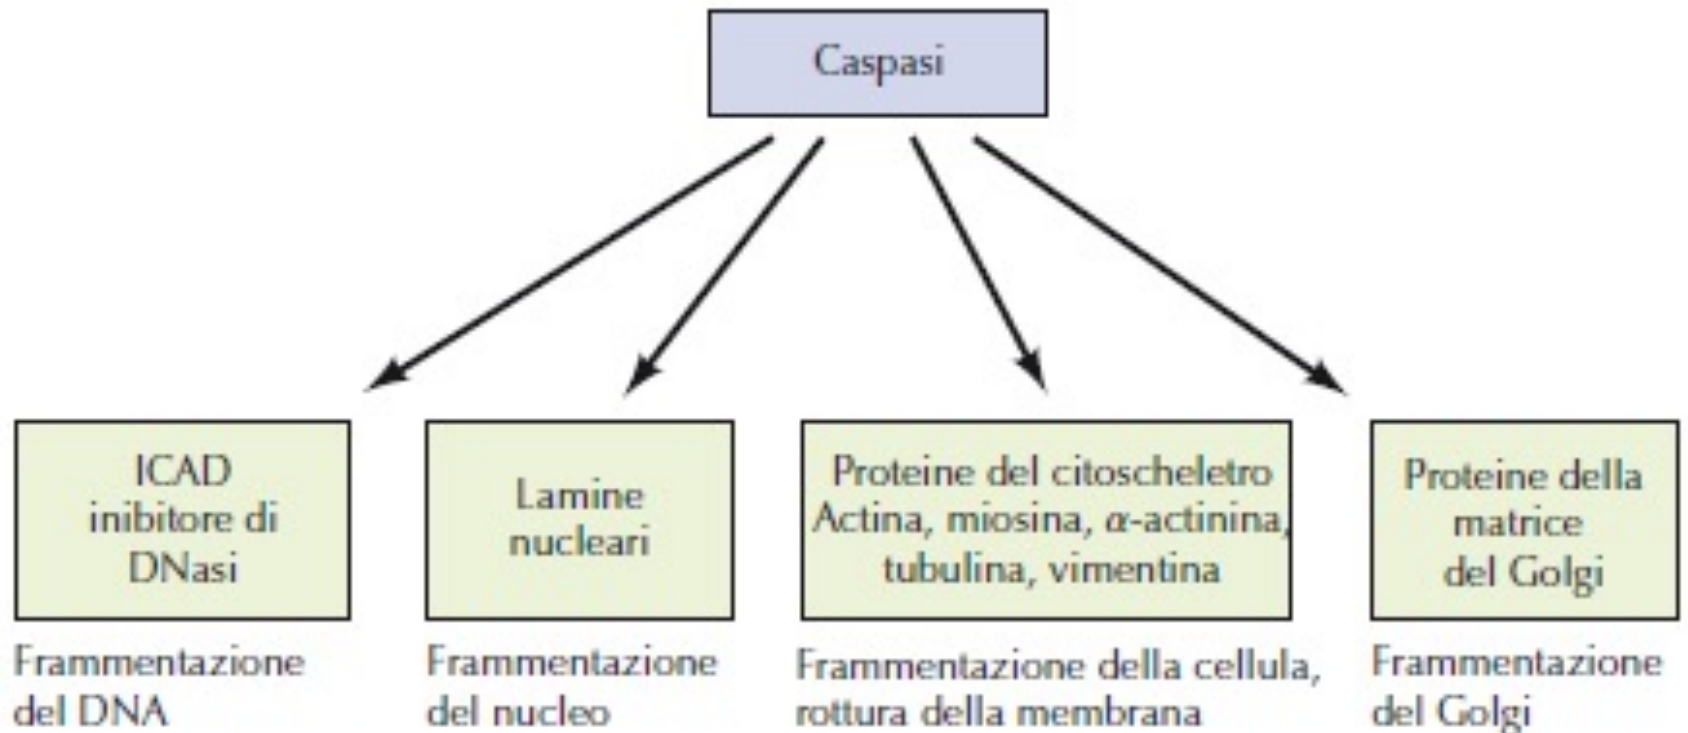 Caspasi
ICAD
inibitore di
DNasi
Frammentazione
del DNA
Lamine
nucleari
Frammentazione
del nucleo
Proteine del citoscheletro
Actina, miosina, α-actinina,
tubulina, vimentina
Frammentazione della cellula,
rottura della membrana
Proteine della
matrice
del Golgi
Frammentazione
del Golgi